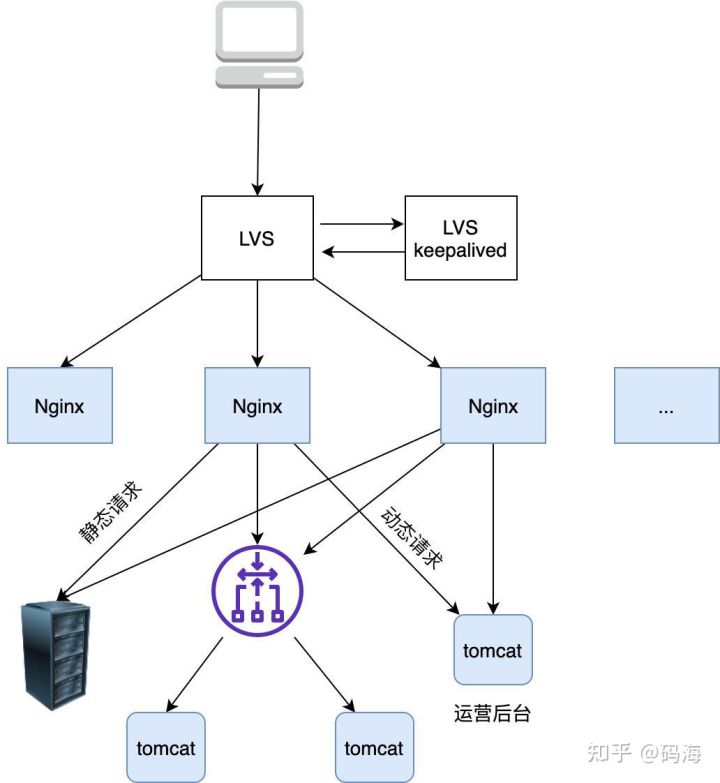 LVS
LVS
keepalived
Nginx
Nginx
Nginx
...
静态请求
动态请求
tomcat
运营后台
tomcat
tomcat
知乎 @码海